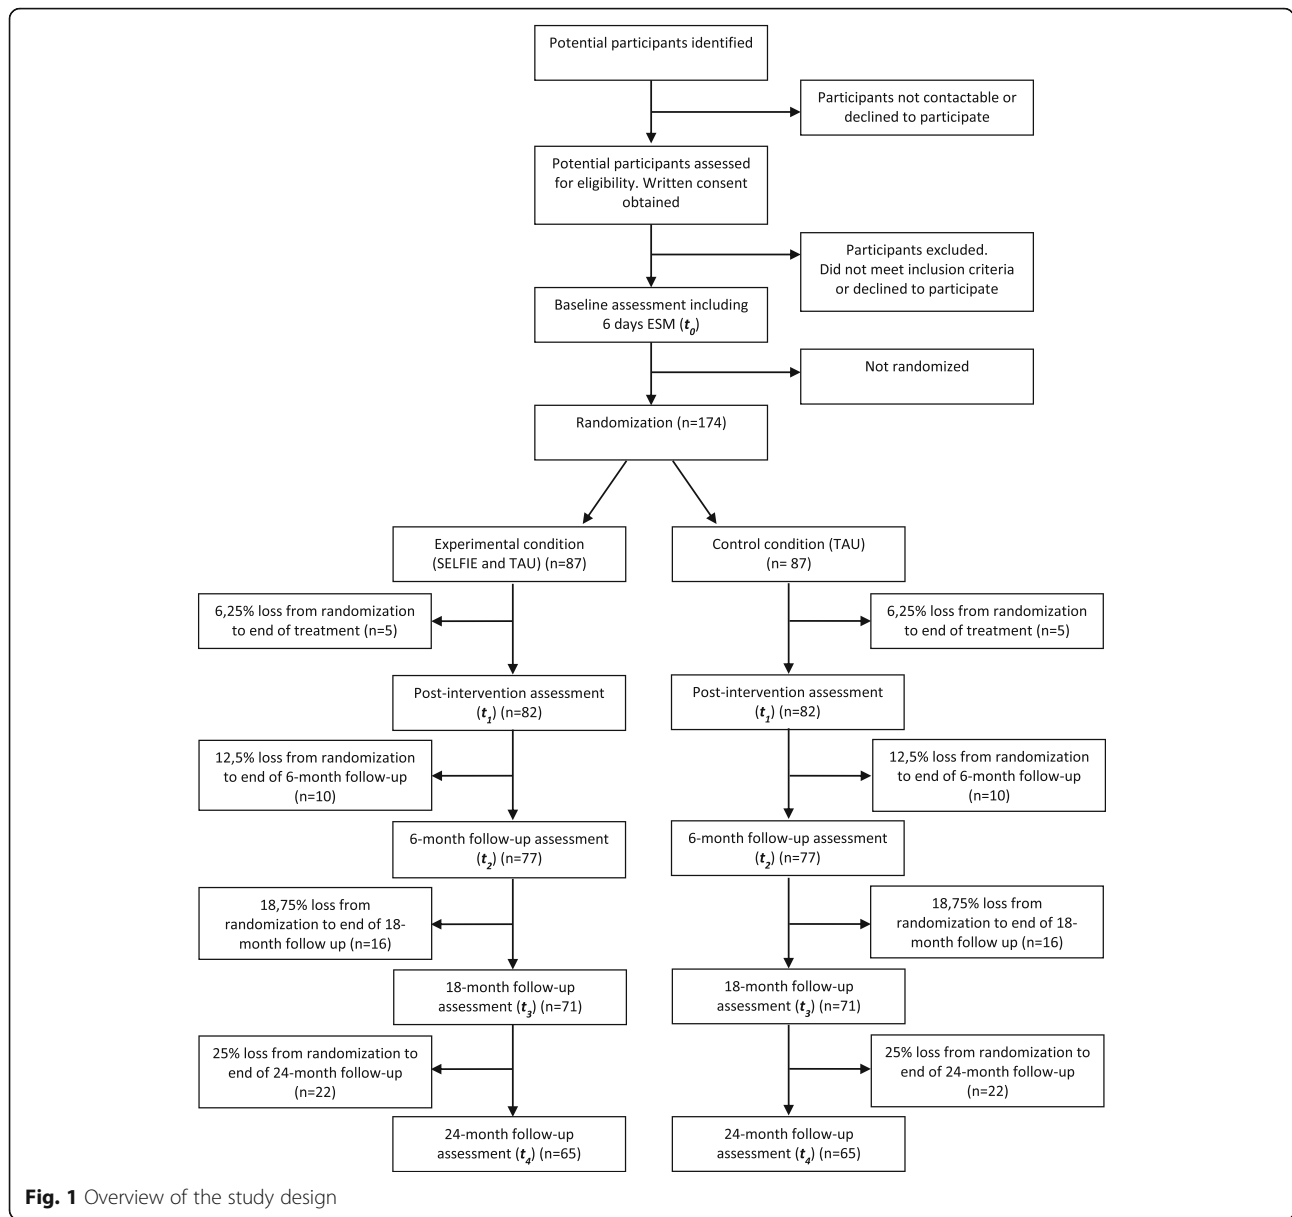 Potential participants identified
Participants not contactable or
declined to participate
Potential participants assessed
for eligibility. Written consent
obtained
Participants excluded.
Did not meet inclusion criteria
or declined to participate
Baseline assessment including
6 days ESM (t0)
Not randomized
Randomization (n=174)
Experimental condition
(SELFIE and TAU) (n=87)
Control condition (TAU)
(n= 87)
6,25% loss from randomization
to end of treatment (n=5)
6,25% loss from randomization
to end of treatment (n=5)
Post-intervention assessment
(t1) (n=82)
Post-intervention assessment
(t1) (n=82)
12,5% loss from randomization
to end of 6-month follow-up
(n=10)
12,5% loss from randomization
to end of 6-month follow-up
(n=10)
6-month follow-up assessment
(t2) (n=77)
6-month follow-up assessment
(t2) (n=77)
18,75% loss from
randomization to end of 18-
month follow up (n=16)
18,75% loss from
randomization to end of 18-
month follow up (n=16)
18-month follow-up
assessment (t3) (n=71)
18-month follow-up
assessment (t3) (n=71)
25% loss from randomization to
end of 24-month follow-up
(n=22)
25% loss from randomization to
end of 24-month follow-up
(n=22)
24-month follow-up
assessment (t4) (n=65)
24-month follow-up
assessment (t4) (n=65)
Fig. 1 Overview of the study design